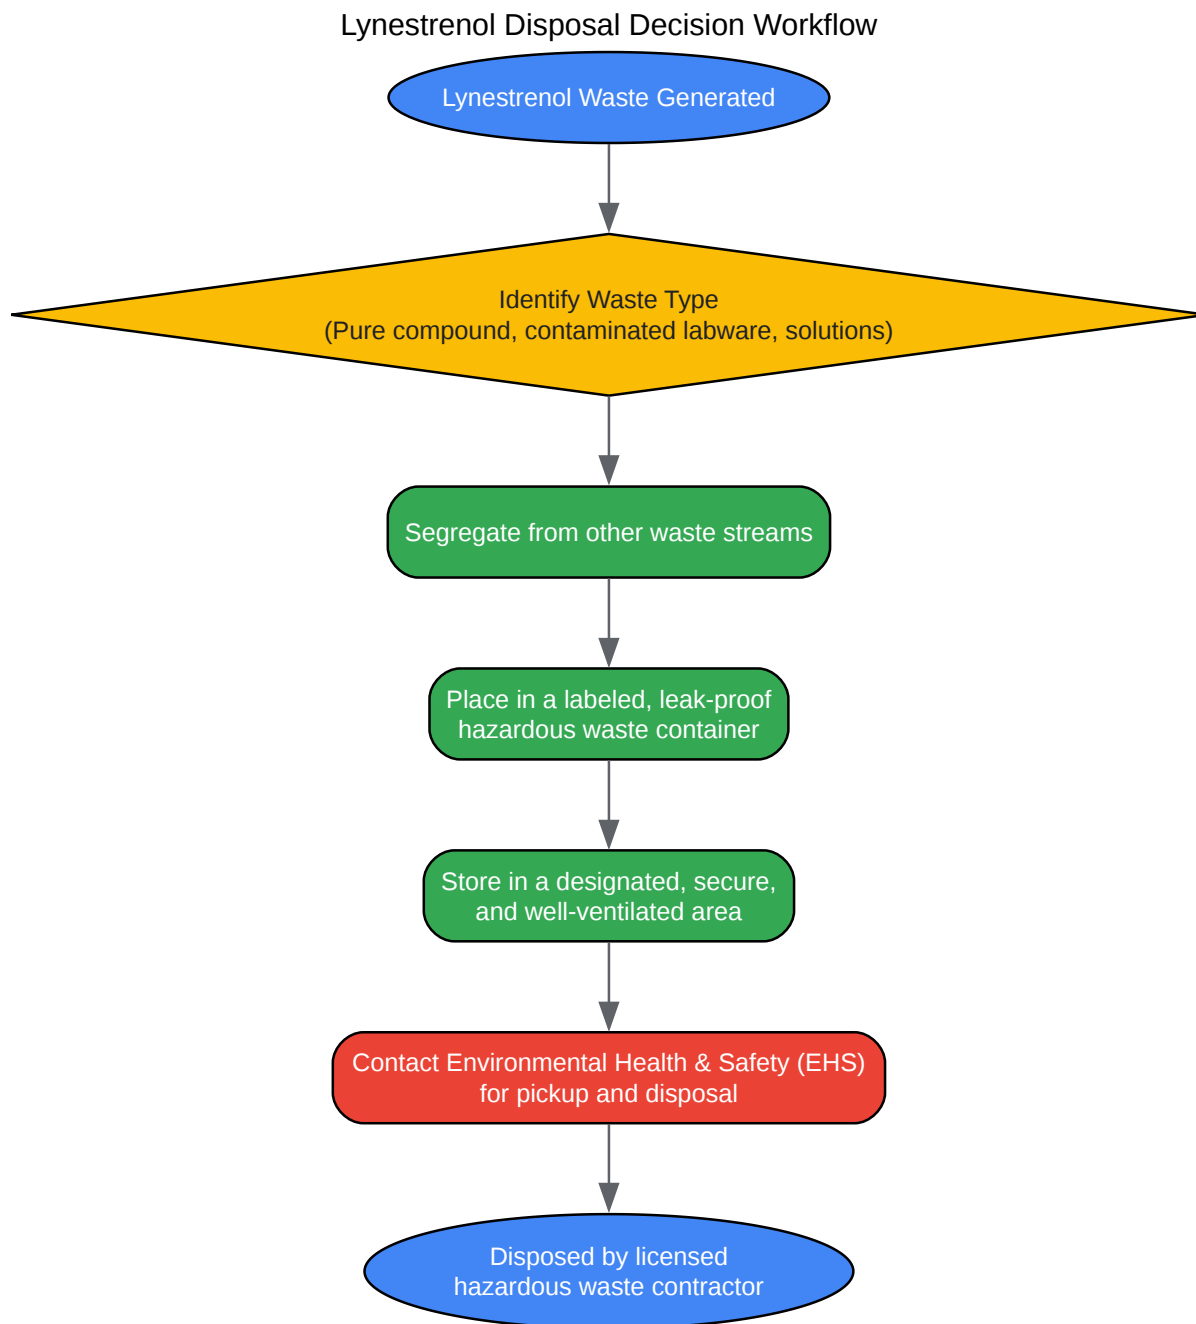 Lynestrenol Disposal Decision Workflow
Lynestrenol Waste Generated
Identify Waste Type
(Pure compound, contaminated labware, solutions)
Segregate from other waste streams
Place in a labeled, leak-proof
hazardous waste container
Store in a designated, secure,
and well-ventilated area
Contact Environmental Health & Safety (EHS)
for pickup and disposal
Disposed by licensed
hazardous waste contractor